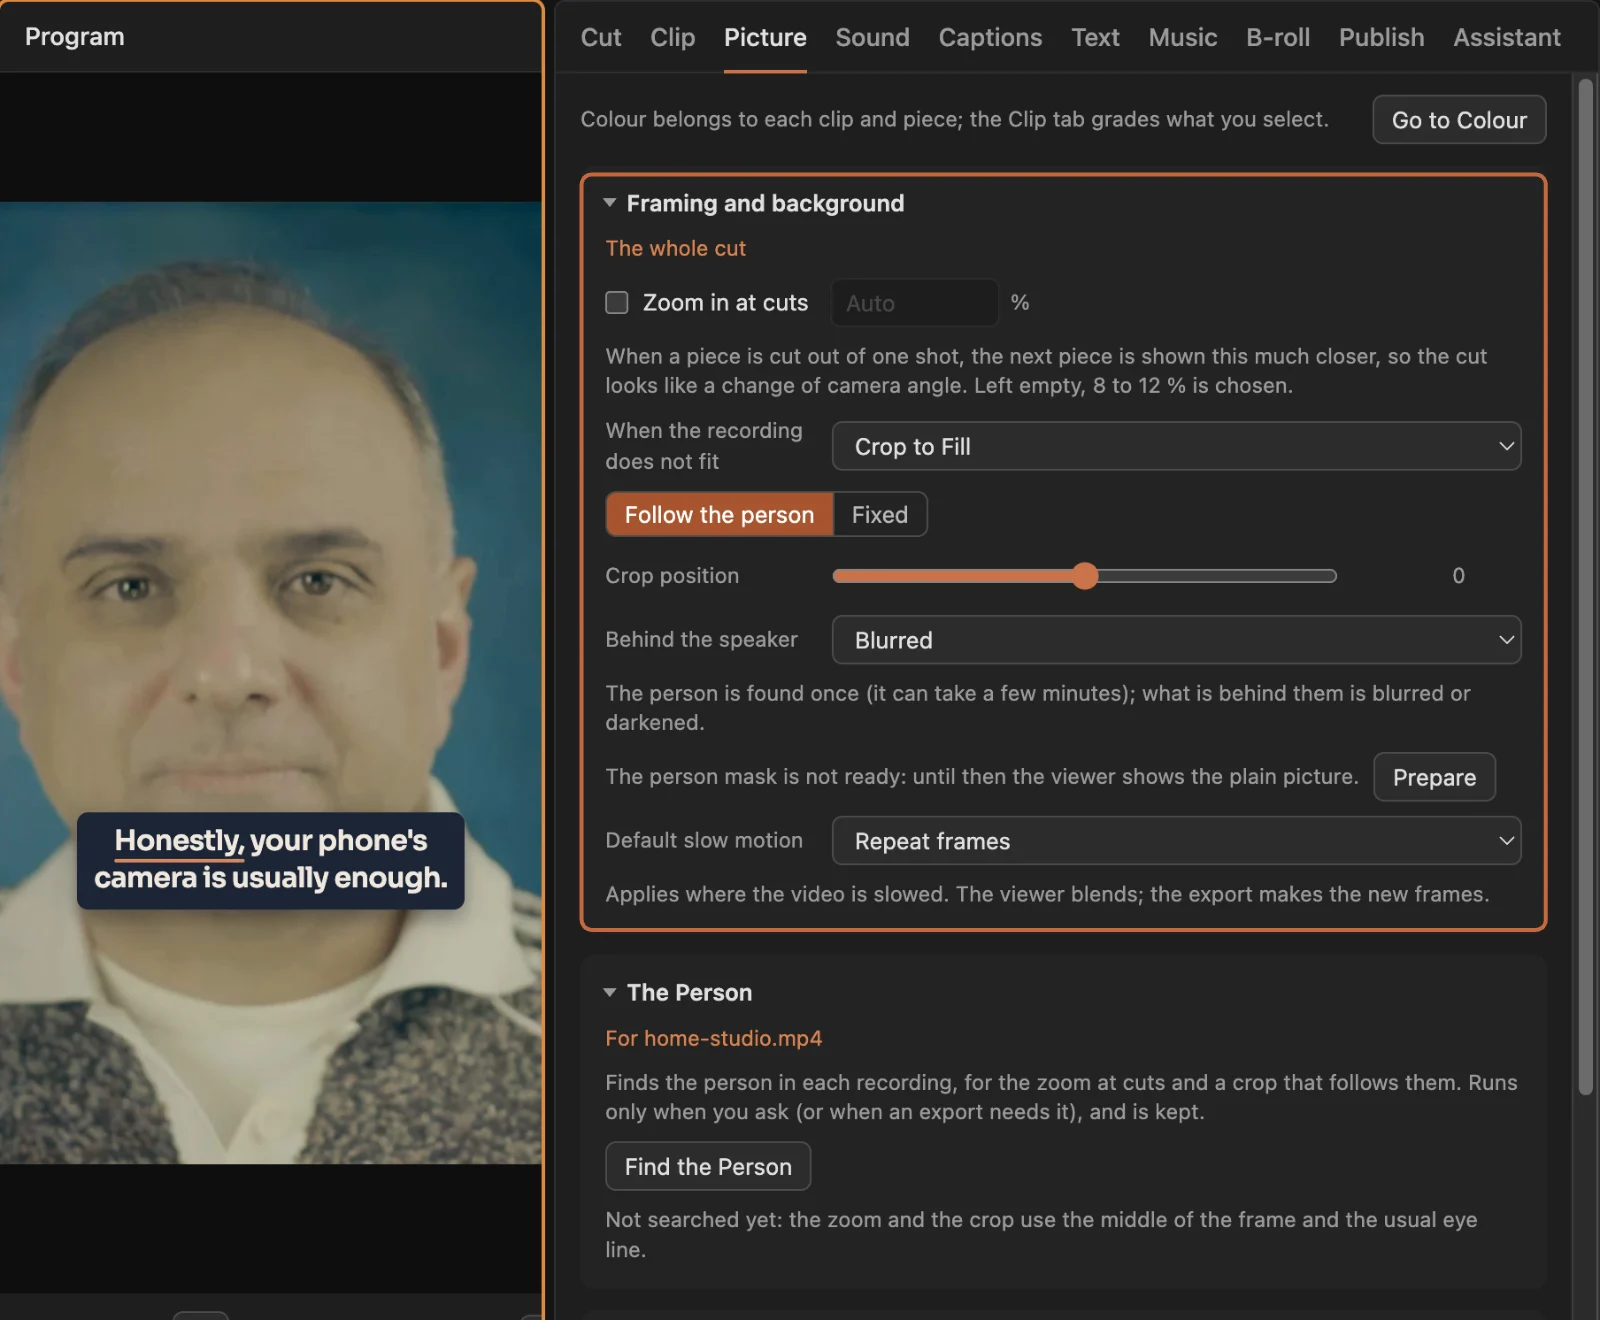 Program
Cut Clip Picture Sound Captions Text Music B-roll Publish Assistant
Colour belongs to each clip and piece; the Clip tab grades what you select.
Go to Colour
Framing and background
The whole cut
Zoom in at cuts Auto %
When a piece is cut out of one shot, the next piece is shown this much closer, so the cut
looks like a change of camera angle. Left empty, 8 to 12 % is chosen.
When the recording
does not fit
Crop to Fill
Follow the person Fixed
Crop position 0
Behind the speaker Blurred
The person is found once (it can take a few minutes); what is behind them is blurred or
darkened.
The person mask is not ready: until then the viewer shows the plain picture. Prepare
Default slow motion Repeat frames
Applies where the video is slowed. The viewer blends; the export makes the new frames.
The Person
For home-studio.mp4
Finds the person in each recording, for the zoom at cuts and a crop that follows them. Runs
only when you ask (or when an export needs it), and is kept.
Find the Person
Not searched yet: the zoom and the crop use the middle of the frame and the usual eye
line.
Honestly, your phone's
camera is usually enough.